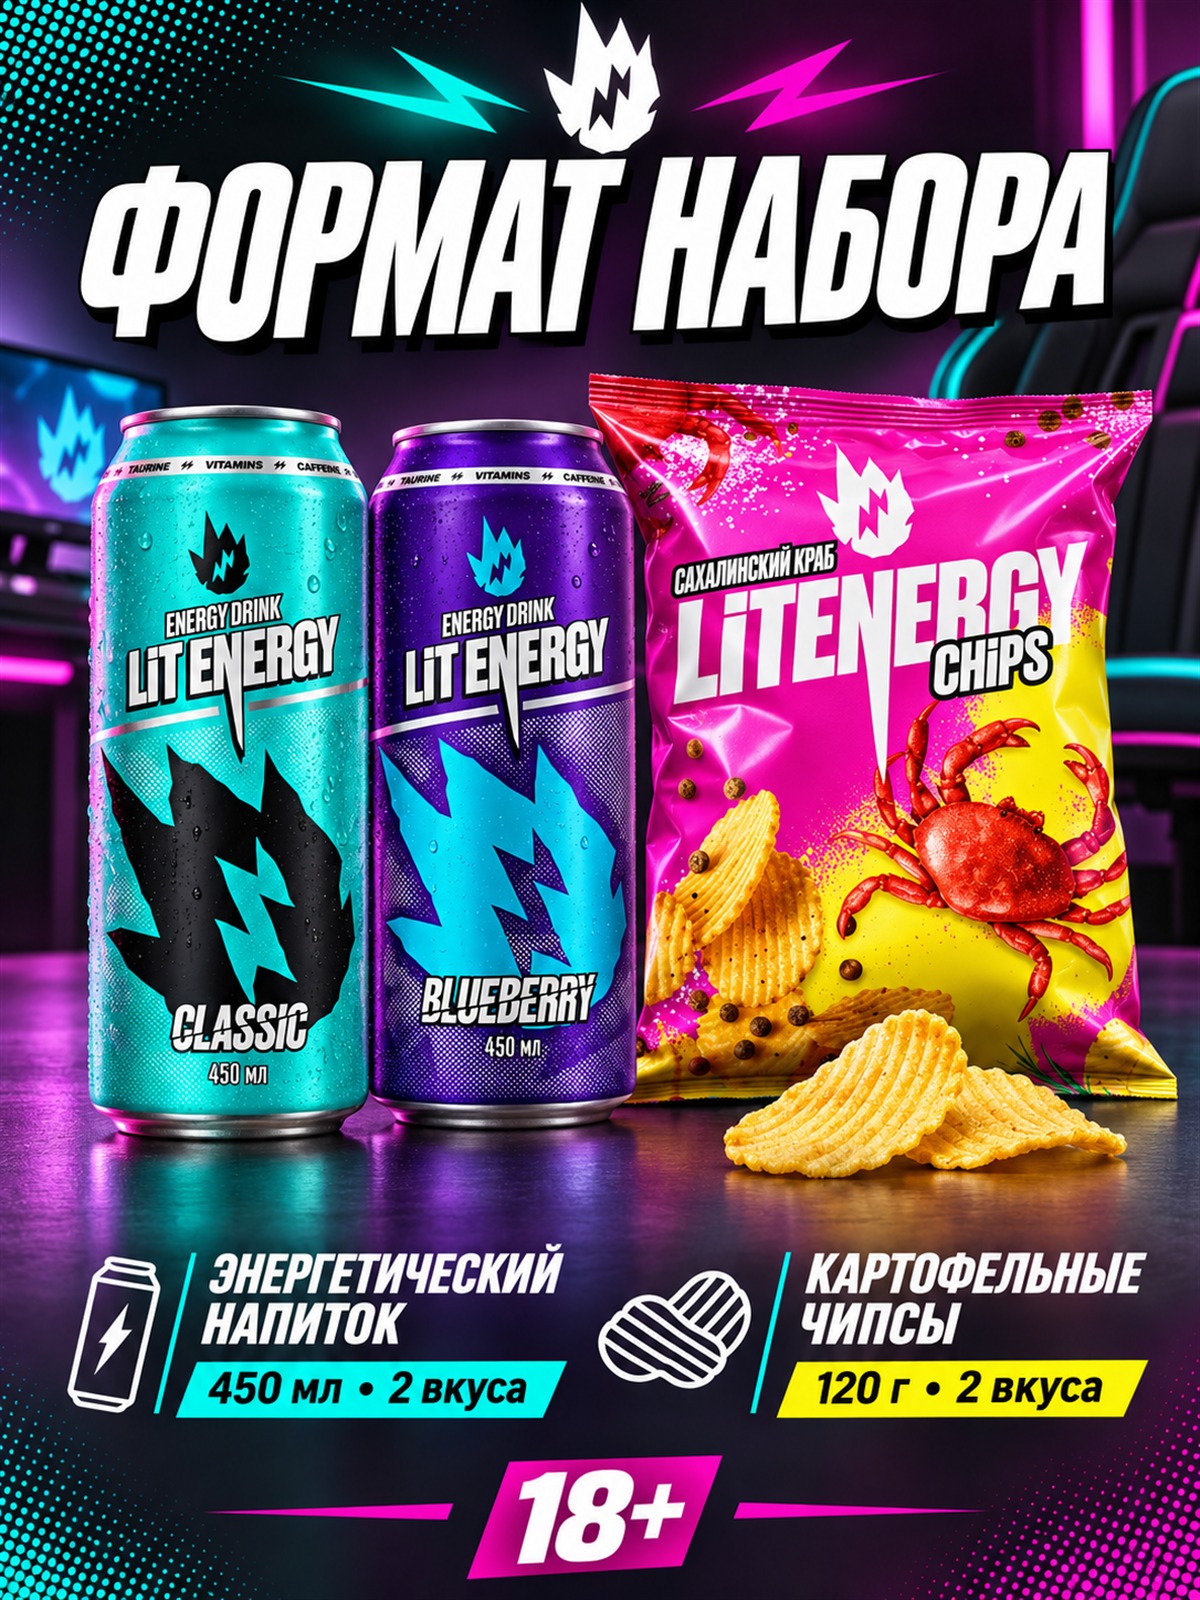 ФОРМАТ НАБОРА
TAURINE VITAMINS CAFFEINE
ENERGY DRINK
LiT ENERGY
CLASSIC
450 МЛ
TAURINE VITAMINS CAFFEINE
ENERGY DRINK
LiT ENERGY
BLUEBERRY
450 МЛ
САХАЛИНСКИЙ КРАБ
LiTENERGY
CHiPS
ЭНЕРГЕТИЧЕСКИЙ
НАПИТОК
450 мл • 2 вкуса
КАРТОФЕЛЬНЫЕ
ЧИПСЫ
120 г • 2 вкуса
18+